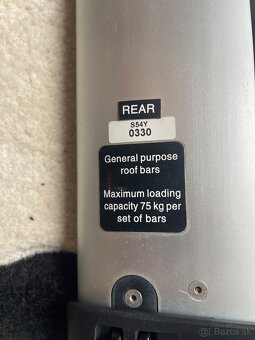 REAR
S54Y
0330
General purpose
roof bars
Maximum loading
capacity 75 kg per
set of bars
Bazos.sk